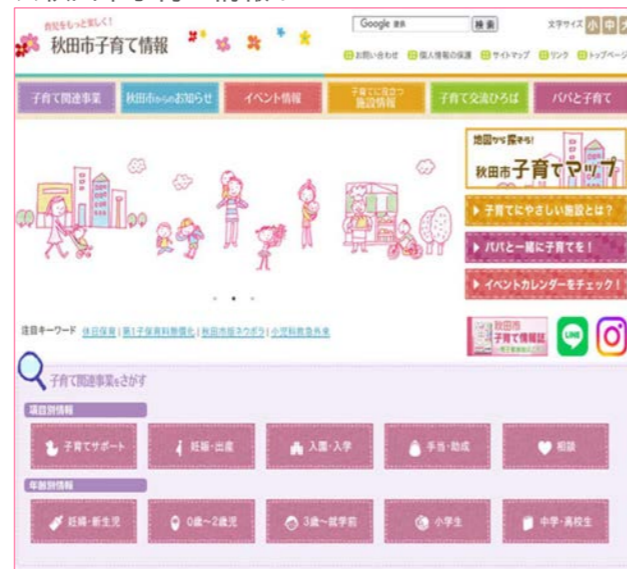 育児をもっと楽しく!
秋田市子育て情報
Google 検索
検索
文字サイズ 小 中 大
お問い合わせ 個人情報の保護 サイトマップ リンク トップページ
子育て関連事業
秋田市からのお知らせ
イベント情報
子育てに役立つ
施設情報
子育て交流ひろば
パパと子育て
地図から探そう!
秋田市子育てマップ
子育てにやさしい施設とは?
パパと一緒に子育てを!
イベントカレンダーをチェック!
注目キーワード 休日保育 | 第1子保育料無償化 | 秋田市版ネウボラ | 小児科救急外来
秋田市
子育て情報誌
LINE
子育て関連事業をさがす
項目別情報
子育てサポート
妊娠・出産
入園・入学
手当・助成
相談
年齢別情報
妊婦・新生児
0歳~2歳児
3歳~就学前
小学生
中学・高校生